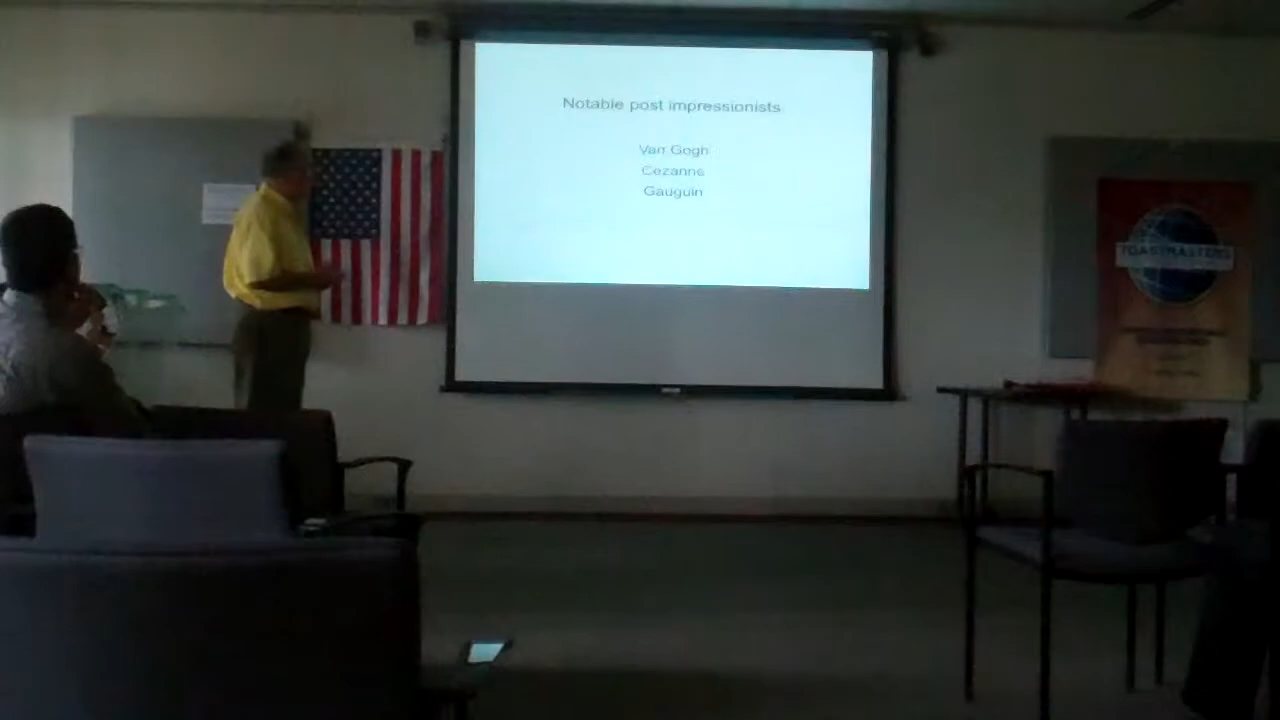 Notable post impressionists
Van Gogh
Cezanne
Gauguin
TOASTMASTERS